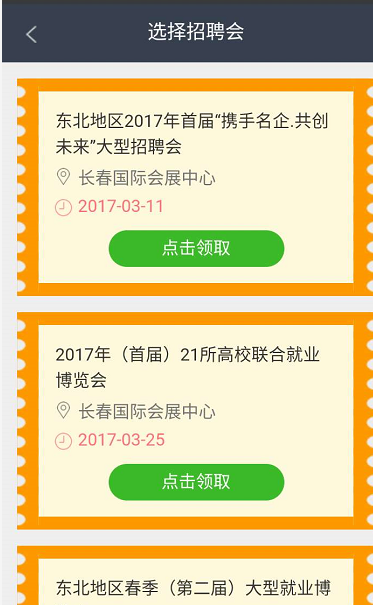 选择招聘会
东北地区2017年首届“携手名企.共创
未来”大型招聘会
长春国际会展中心
2017-03-11
点击领取
2017年（首届）21所高校联合就业
博览会
长春国际会展中心
2017-03-25
点击领取
东北地区春季（第二届）大型就业博